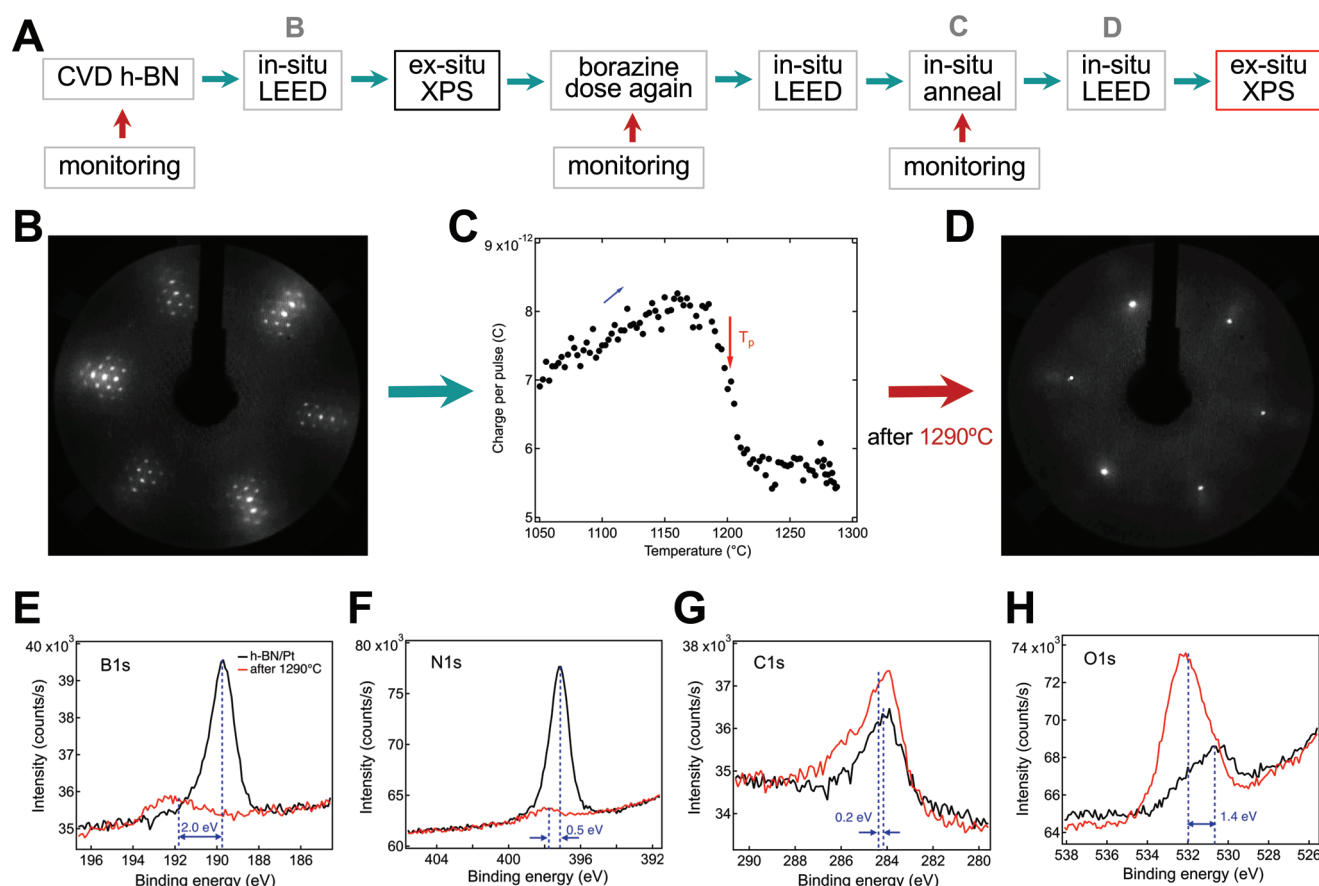 A
B
C
D
CVD h-BN
in-situ
LEED
ex-situ
XPS
borazine
dose again
in-situ
LEED
in-situ
anneal
in-situ
LEED
ex-situ
XPS
monitoring
monitoring
monitoring
B
C
9 x10⁻¹²
8
7
6
5
Charge per pulse (C)
Tp
1050
1100
1150
1200
1250
1300
Temperature (°C)
after 1290ºC
D
E
40 x10³
39
38
37
36
35
Intensity (counts/s)
B1s
h-BN/Pt
after 1290°C
2.0 eV
196
194
192
190
188
186
Binding energy (eV)
F
80 x10³
75
70
65
60
Intensity (counts/s)
N1s
0.5 eV
404
400
396
392
Binding energy (eV)
G
38 x10³
37
36
35
34
Intensity (counts/s)
C1s
0.2 eV
290
288
286
284
282
280
Binding energy (eV)
H
74 x10³
72
70
68
66
64
Intensity (counts/s)
O1s
1.4 eV
538
536
534
532
530
528
526
Binding energy (eV)